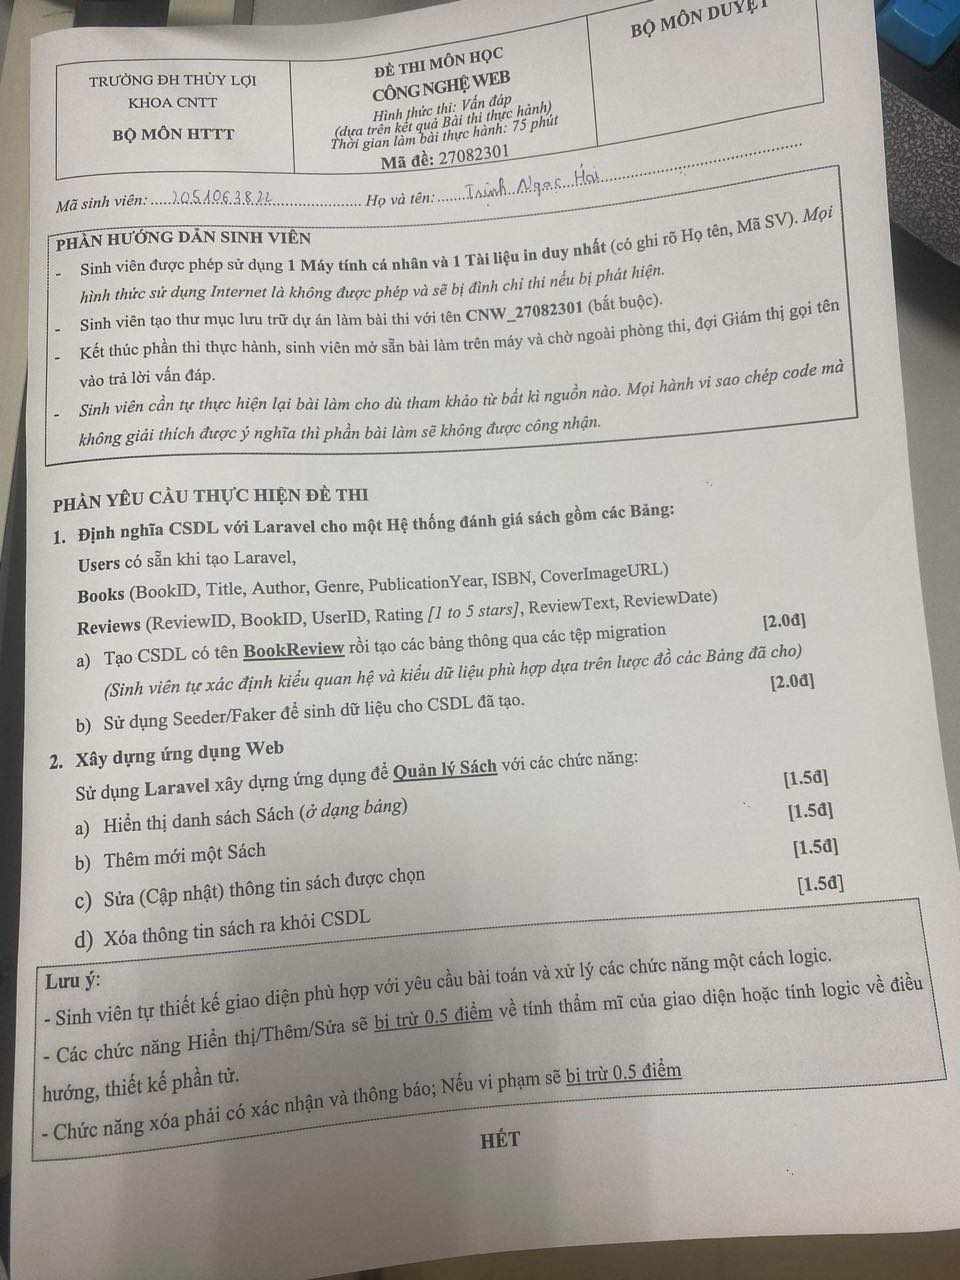 TRƯỜNG ĐH THỦY LỢI
KHOA CNTT
BỘ MÔN HTTT
ĐỀ THI MÔN HỌC
CÔNG NGHỆ WEB
Hình thức thi: Vấn đáp
(dựa trên kết quả Bài thi thực hành)
Thời gian làm bài thực hành: 75 phút
Mã đề: 27082301
BỘ MÔN DUYỆT
Mã sinh viên: 2051063822 Họ và tên: Trịnh Ngọc Hải
PHẦN HƯỚNG DẪN SINH VIÊN
- Sinh viên được phép sử dụng 1 Máy tính cá nhân và 1 Tài liệu in duy nhất (có ghi rõ Họ tên, Mã SV). Mọi
hình thức sử dụng Internet là không được phép và sẽ bị đình chỉ thi nếu bị phát hiện.
- Sinh viên tạo thư mục lưu trữ dự án làm bài thi với tên CNW_27082301 (bắt buộc).
- Kết thúc phần thi thực hành, sinh viên mở sẵn bài làm trên máy và chờ ngoài phòng thi, đợi Giám thị gọi tên
vào trả lời vấn đáp.
- Sinh viên cần tự thực hiện lại bài làm cho dù tham khảo từ bất kì nguồn nào. Mọi hành vi sao chép code mà
không giải thích được ý nghĩa thì phần bài làm sẽ không được công nhận.
PHẦN YÊU CẦU THỰC HIỆN ĐỀ THI
1. Định nghĩa CSDL với Laravel cho một Hệ thống đánh giá sách gồm các Bảng:
Users có sẵn khi tạo Laravel,
Books (BookID, Title, Author, Genre, PublicationYear, ISBN, CoverImageURL)
Reviews (ReviewID, BookID, UserID, Rating [1 to 5 stars], ReviewText, ReviewDate)
a) Tạo CSDL có tên BookReview rồi tạo các bảng thông qua các tệp migration [2.0đ]
(Sinh viên tự xác định kiểu quan hệ và kiểu dữ liệu phù hợp dựa trên lược đồ các Bảng đã cho)
b) Sử dụng Seeder/Faker để sinh dữ liệu cho CSDL đã tạo. [2.0đ]
2. Xây dựng ứng dụng Web
Sử dụng Laravel xây dựng ứng dụng để Quản lý Sách với các chức năng:
a) Hiển thị danh sách Sách (ở dạng bảng) [1.5đ]
b) Thêm mới một Sách [1.5đ]
c) Sửa (Cập nhật) thông tin sách được chọn [1.5đ]
d) Xóa thông tin sách ra khỏi CSDL [1.5đ]
Lưu ý:
- Sinh viên tự thiết kế giao diện phù hợp với yêu cầu bài toán và xử lý các chức năng một cách logic.
- Các chức năng Hiển thị/Thêm/Sửa sẽ bị trừ 0.5 điểm về tính thẩm mĩ của giao diện hoặc tính logic về điều
hướng, thiết kế phần tử.
- Chức năng xóa phải có xác nhận và thông báo; Nếu vi phạm sẽ bị trừ 0.5 điểm
HẾT